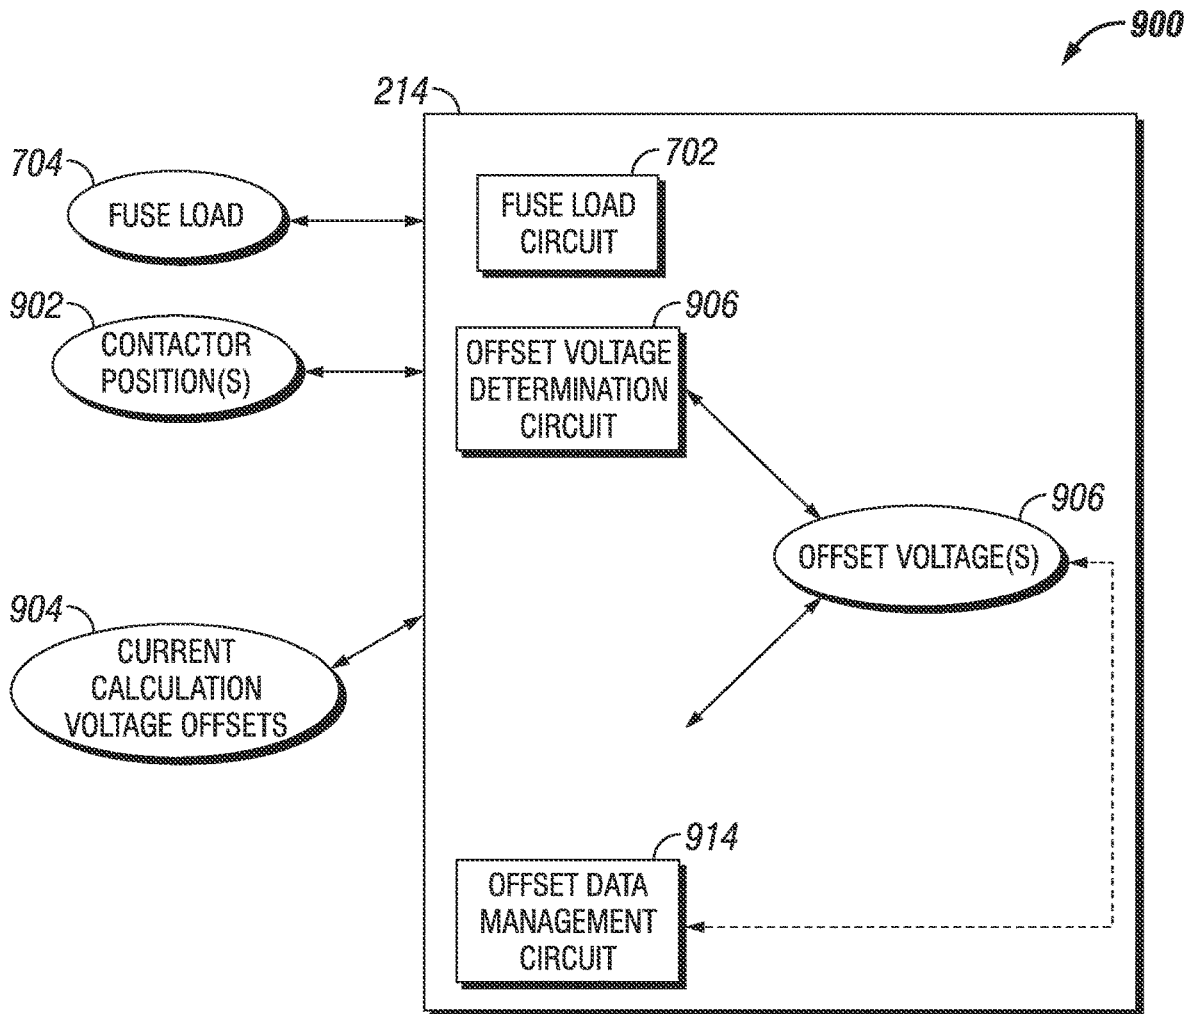 900
214
704
FUSE LOAD
702
FUSE LOAD
CIRCUIT
902
CONTACTOR
POSITION(S)
906
OFFSET VOLTAGE
DETERMINATION
CIRCUIT
906
OFFSET VOLTAGE(S)
904
CURRENT
CALCULATION
VOLTAGE OFFSETS
914
OFFSET DATA
MANAGEMENT
CIRCUIT